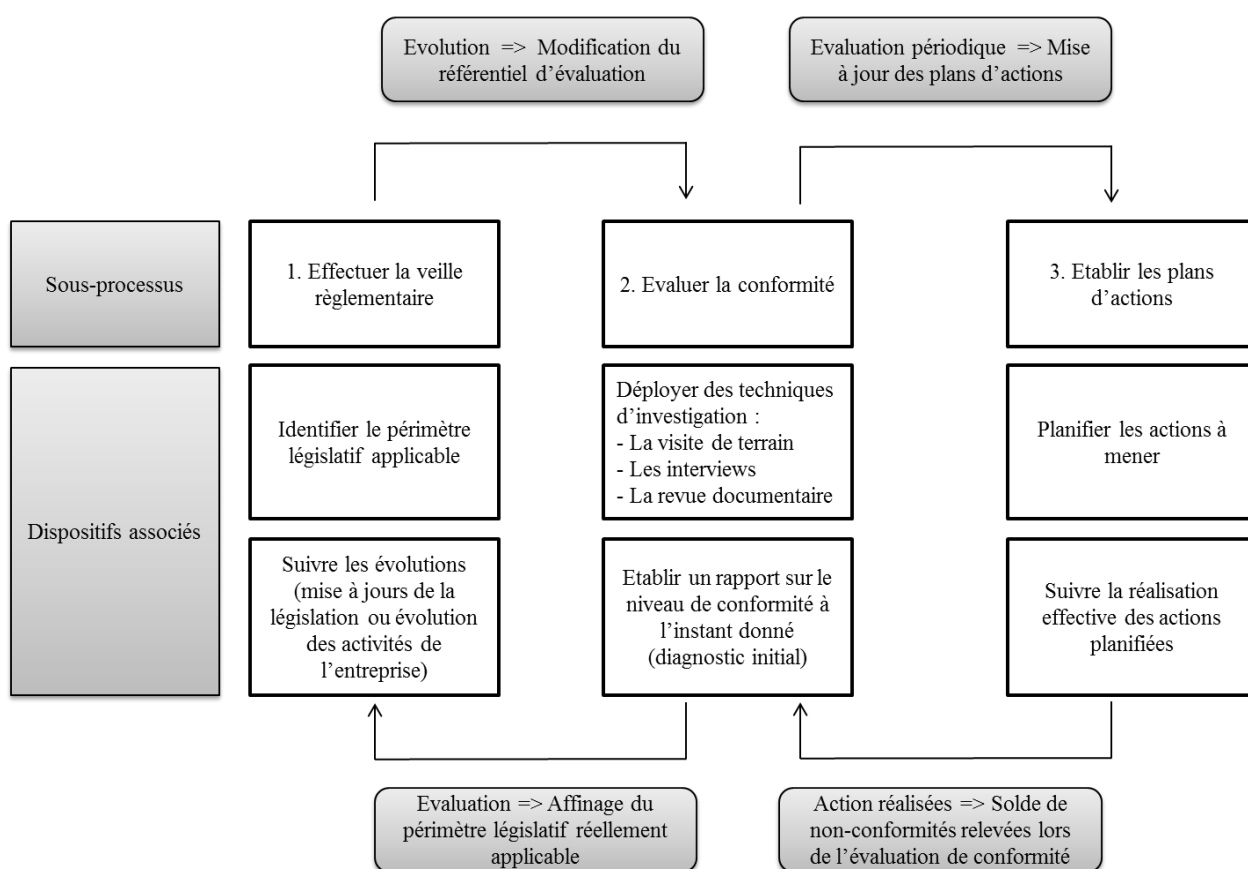 Evolution => Modification du
référentiel d’évaluation
Evaluation périodique => Mise
à jour des plans d’actions
Sous-processus
1. Effectuer la veille
règlementaire
2. Evaluer la conformité
3. Etablir les plans
d’actions
Dispositifs associés
Identifier le périmètre
législatif applicable
Déployer des techniques
d’investigation :
- La visite de terrain
- Les interviews
- La revue documentaire
Planifier les actions à
mener
Suivre les évolutions
(mise à jours de la
législation ou évolution
des activités de
l’entreprise)
Etablir un rapport sur le
niveau de conformité à
l’instant donné
(diagnostic initial)
Suivre la réalisation
effective des actions
planifiées
Evaluation => Affinage du
périmètre législatif réellement
applicable
Action réalisées => Solde de
non-conformités relevées lors
de l’évaluation de conformité